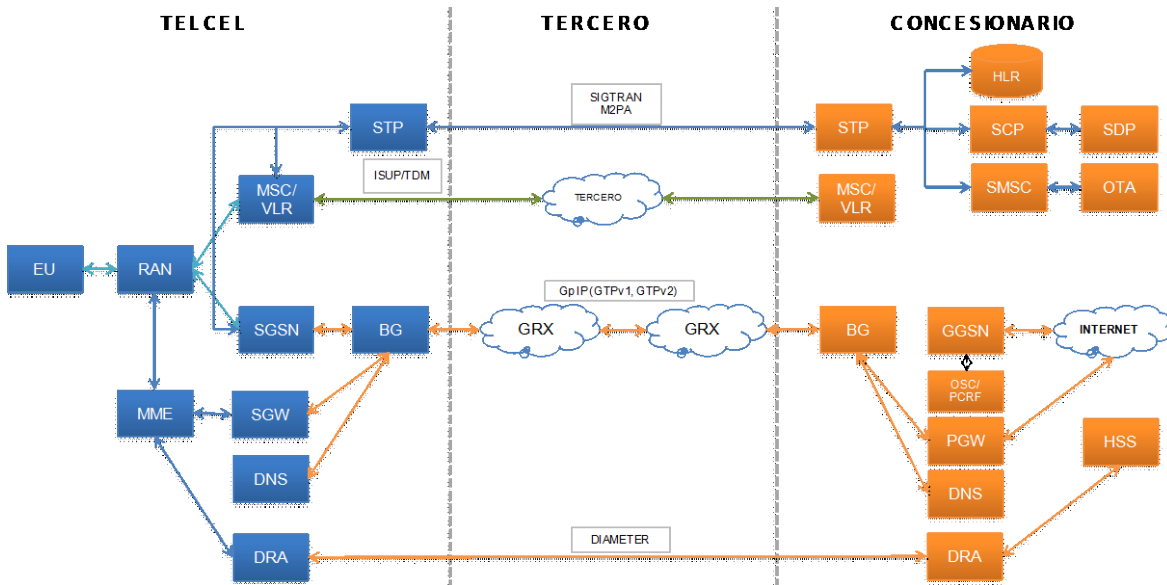 TELCEL
TERCERO
CONCESIONARIO
HLR
SIGTRAN
M2PA
STP
STP
SCP
SDP
ISUP/TDM
MSC/
VLR
TERCERO
MSC/
VLR
SMSC
OTA
EU
RAN
GpIP (GTPv1, GTPv2)
SGSN
BG
GRX
GRX
BG
GGSN
INTERNET
OSC/
PCRF
MME
SGW
PGW
HSS
DNS
DNS
DIAMETER
DRA
DRA